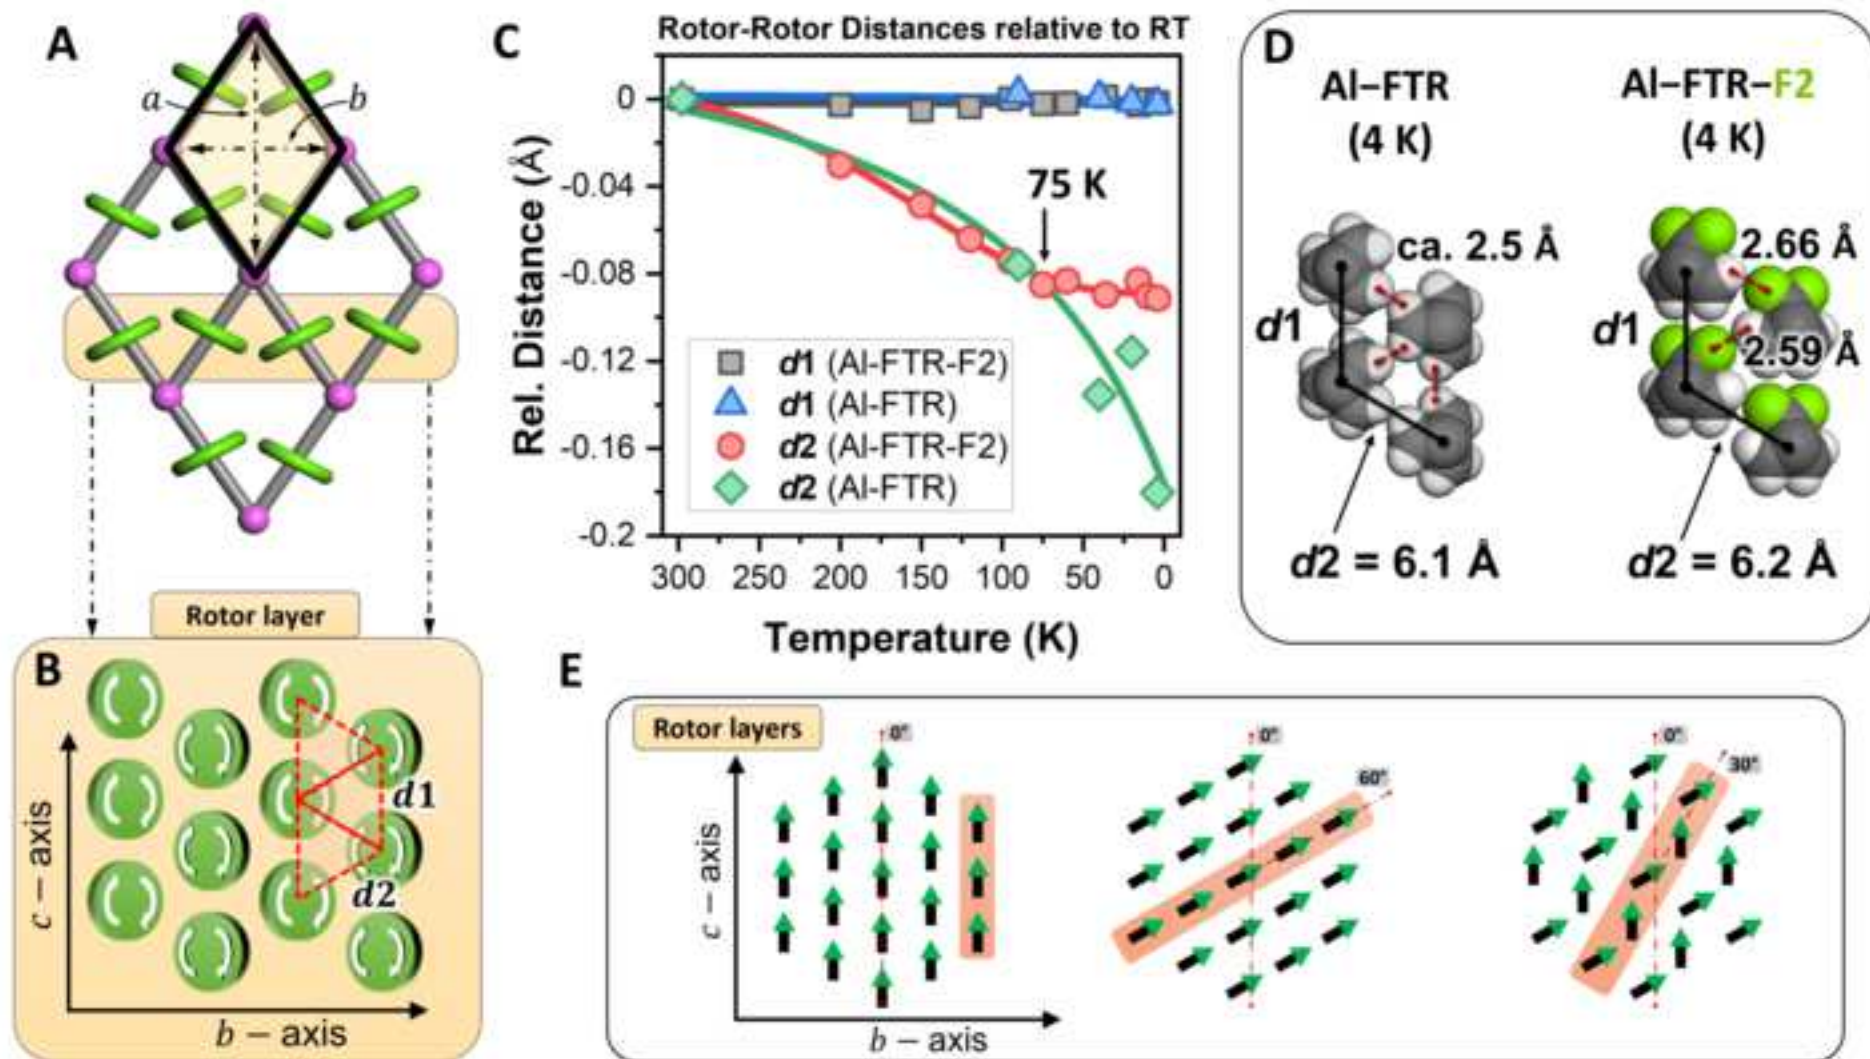 A
a
b
C
Rotor-Rotor Distances relative to RT
Rel. Distance (Å)
0
-0.04
-0.08
-0.12
-0.16
-0.2
75 K
d1 (Al-FTR-F2)
d1 (Al-FTR)
d2 (Al-FTR-F2)
d2 (Al-FTR)
300 250 200 150 100 50 0
Temperature (K)
D
Al–FTR
(4 K)
ca. 2.5 Å
d1
d2 = 6.1 Å
Al–FTR–F2
(4 K)
2.66 Å
d1
2.59 Å
d2 = 6.2 Å
Rotor layer
B
c – axis
d1
d2
b – axis
E
Rotor layers
c – axis
b – axis
0°
0°
60°
0°
30°